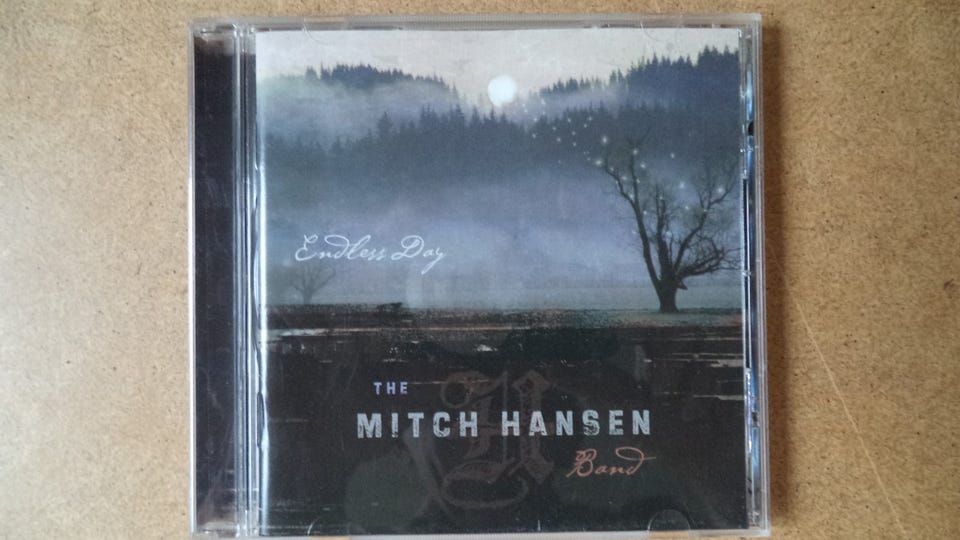 Endless Day
THE
MITCH HANSEN
Band